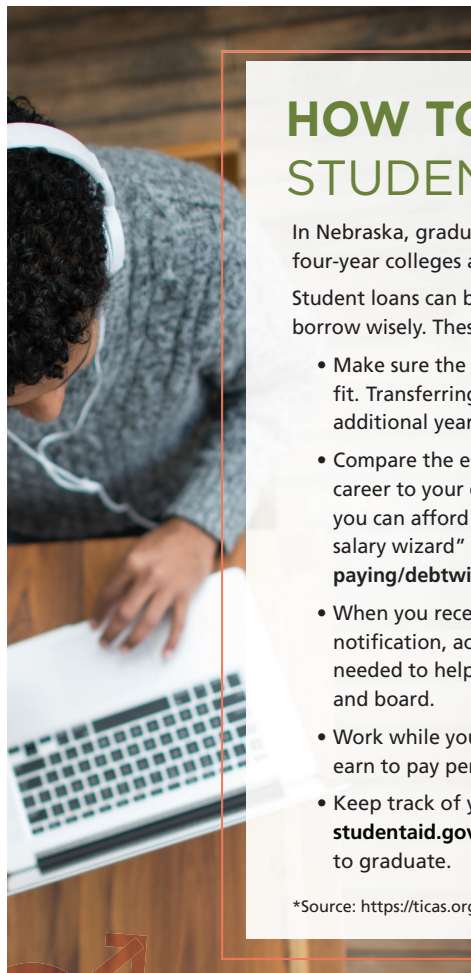 HOW TO
STUDEN
In Nebraska, gradu
four-year colleges a
Student loans can b
borrow wisely. Thes
• Make sure the
fit. Transferring
additional year
• Compare the e
career to your
you can afford
salary wizard”
paying/debtwi
• When you rece
notification, ac
needed to help
and board.
• Work while you
earn to pay per
• Keep track of y
studentaid.gov
to graduate.
*Source: https://ticas.org